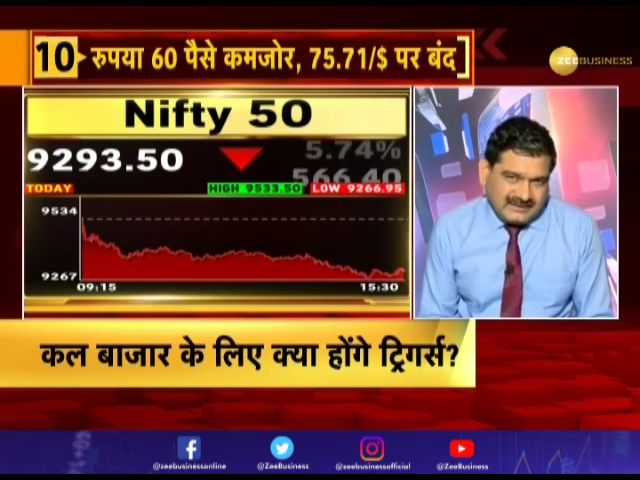 10 रुपया 60 पैसे कमजोर, 75.71/$ पर बंद
ZEEBUSINESS
Nifty 50
9293.50
5.74%
566.40
TODAY
HIGH 9533.50
LOW 9266.95
9534
9267
09:15
15:30
कल बाजार के लिए क्या होंगे ट्रिगर्स?
@zeebusinessonline
@ZeeBusiness
@zeebusinessofficial
@ZeeBusiness